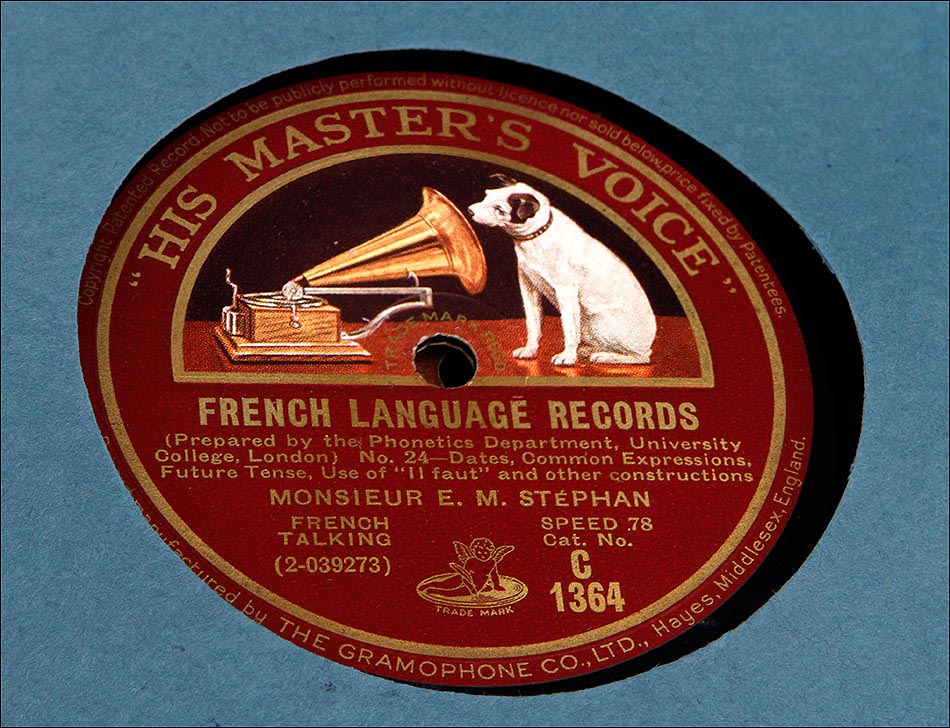 Copyright Patented Record. Not to be publicly performed without licence nor sold below price fixed by Patentees.
"HIS MASTER'S VOICE"
TRADE MARK
FRENCH LANGUAGE RECORDS
(Prepared by the Phonetics Department, University
College, London) No. 24—Dates, Common Expressions,
Future Tense, Use of "Il faut" and other constructions
MONSIEUR E. M. STÉPHAN
FRENCH
TALKING
(2-039273)
SPEED 78
Cat. No.
C
1364
TRADE MARK
Manufactured by THE GRAMOPHONE CO., LTD., Hayes, Middlesex, England.